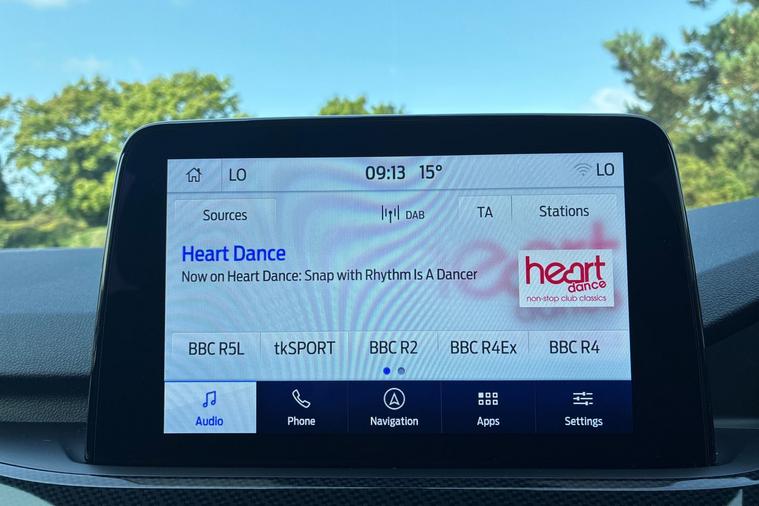 LO 09:13 15° LO
Sources DAB TA Stations
Heart Dance
Now on Heart Dance: Snap with Rhythm Is A Dancer
heart
dance
non-stop club classics
BBC R5L tkSPORT BBC R2 BBC R4Ex BBC R4
Audio Phone Navigation Apps Settings